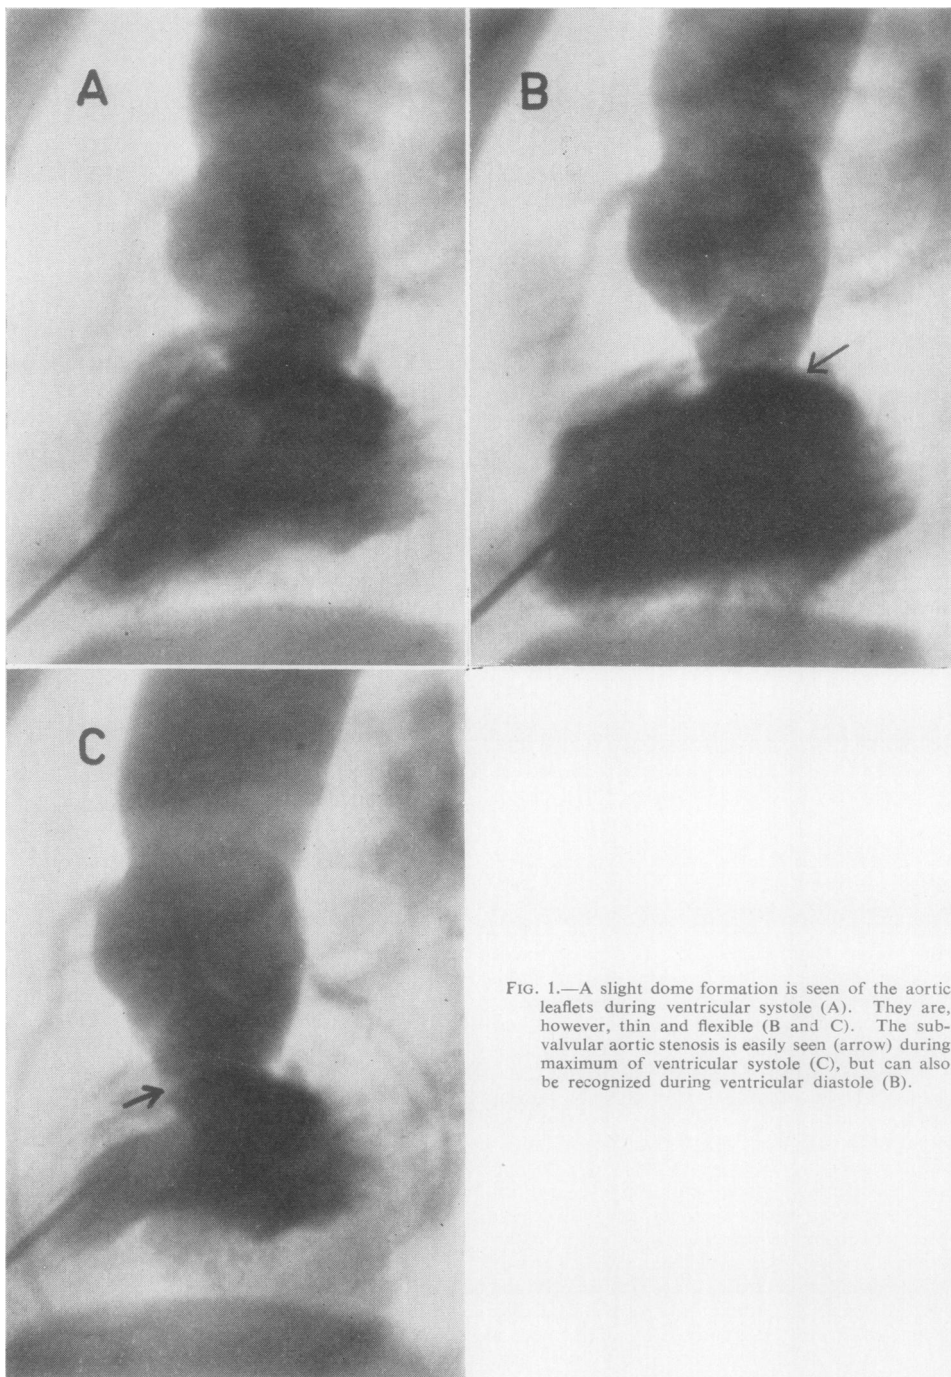 A
B
C
FIG. 1.—A slight dome formation is seen of the aortic
leaflets during ventricular systole (A). They are,
however, thin and flexible (B and C). The sub-
valvular aortic stenosis is easily seen (arrow) during
maximum of ventricular systole (C), but can also
be recognized during ventricular diastole (B).